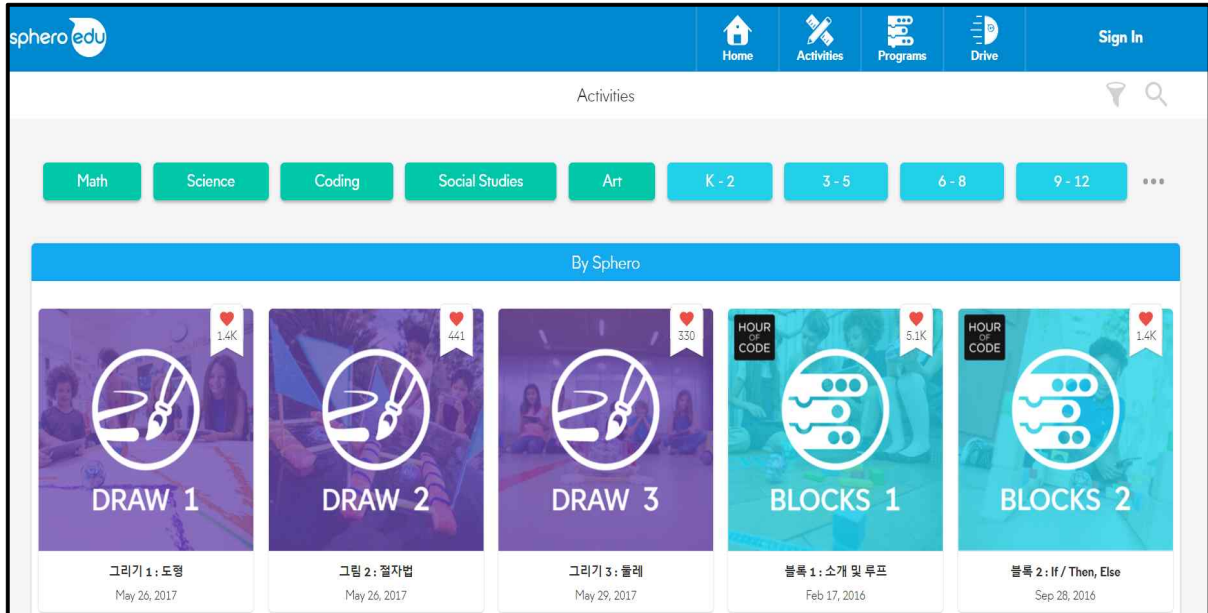 sphero edu
Home Activities Programs Drive Sign In
Activities
Math Science Coding Social Studies Art K - 2 3 - 5 6 - 8 9 - 12 •••
By Sphero
1.4K 441 330 HOUR OF CODE 5.1K HOUR OF CODE 1.4K
DRAW 1 DRAW 2 DRAW 3 BLOCKS 1 BLOCKS 2
그리기 1 : 도형 그림 2 : 철자법 그리기 3 : 둘레 블록 1 : 소개 및 루프 블록 2 : If / Then, Else
May 26, 2017 May 26, 2017 May 29, 2017 Feb 17, 2016 Sep 28, 2016